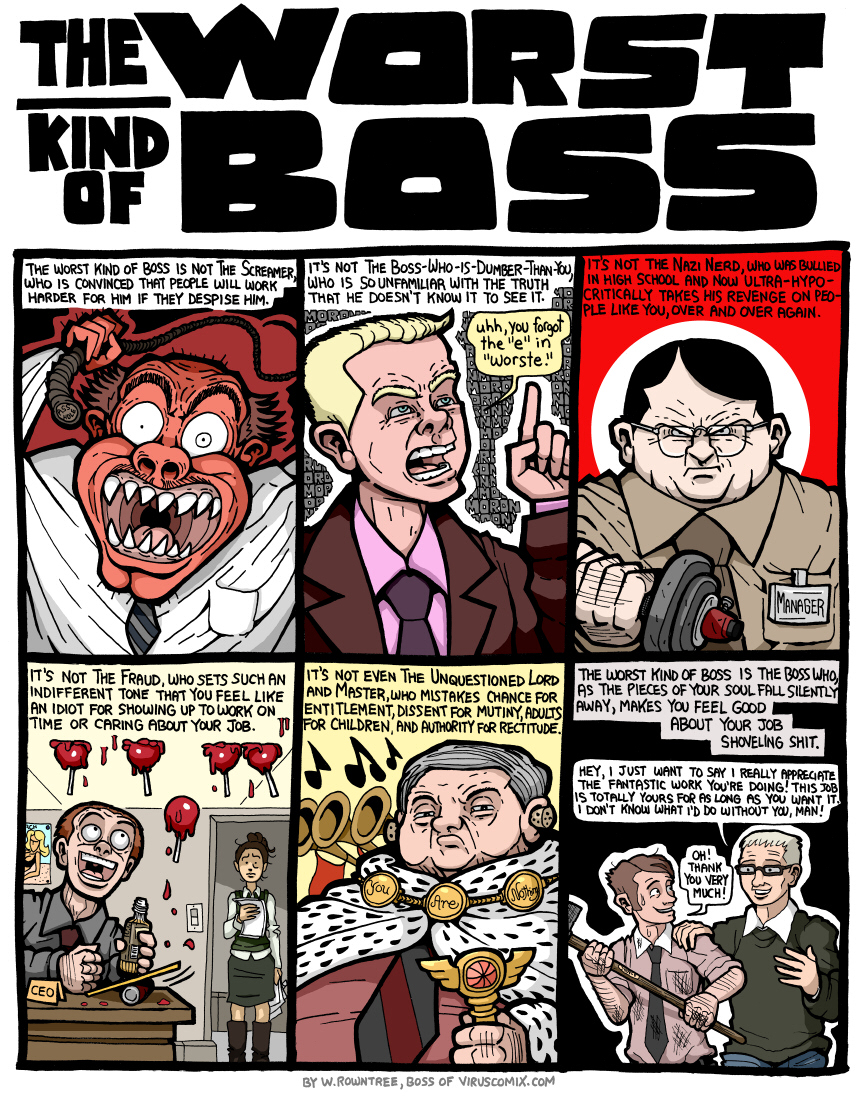 THE WORST
KIND OF BOSS
THE WORST KIND OF BOSS IS NOT THE SCREAMER,
WHO IS CONVINCED THAT PEOPLE WILL WORK
HARDER FOR HIM IF THEY DESPISE HIM.
IT'S NOT THE BOSS-WHO-IS-DUMBER-THAN-YOU,
WHO IS SO UNFAMILIAR WITH THE TRUTH
THAT HE DOESN'T KNOW IT TO SEE IT.
uhh, you forgot
the "e" in
"worste."
MORON
IT'S NOT THE NAZI NERD, WHO WAS BULLIED
IN HIGH SCHOOL AND NOW ULTRA-HYPO-
CRITICALLY TAKES HIS REVENGE ON PEO-
PLE LIKE YOU, OVER AND OVER AGAIN.
MANAGER
IT'S NOT THE FRAUD, WHO SETS SUCH AN
INDIFFERENT TONE THAT YOU FEEL LIKE
AN IDIOT FOR SHOWING UP TO WORK ON
TIME OR CARING ABOUT YOUR JOB.
CEO
IT'S NOT EVEN THE UNQUESTIONED LORD
AND MASTER, WHO MISTAKES CHANCE FOR
ENTITLEMENT, DISSENT FOR MUTINY, ADULTS
FOR CHILDREN, AND AUTHORITY FOR RECTITUDE.
You Are Nothing
THE WORST KIND OF BOSS IS THE BOSS WHO,
AS THE PIECES OF YOUR SOUL FALL SILENTLY
AWAY, MAKES YOU FEEL GOOD
ABOUT YOUR JOB
SHOVELING SHIT.
HEY, I JUST WANT TO SAY I REALLY APPRECIATE
THE FANTASTIC WORK YOU'RE DOING! THIS JOB
IS TOTALLY YOURS FOR AS LONG AS YOU WANT IT.
I DON'T KNOW WHAT I'D DO WITHOUT YOU, MAN!
OH!
THANK
YOU VERY
MUCH!
BY W. ROWNTREE, BOSS OF VIRUSCOMIX.COM